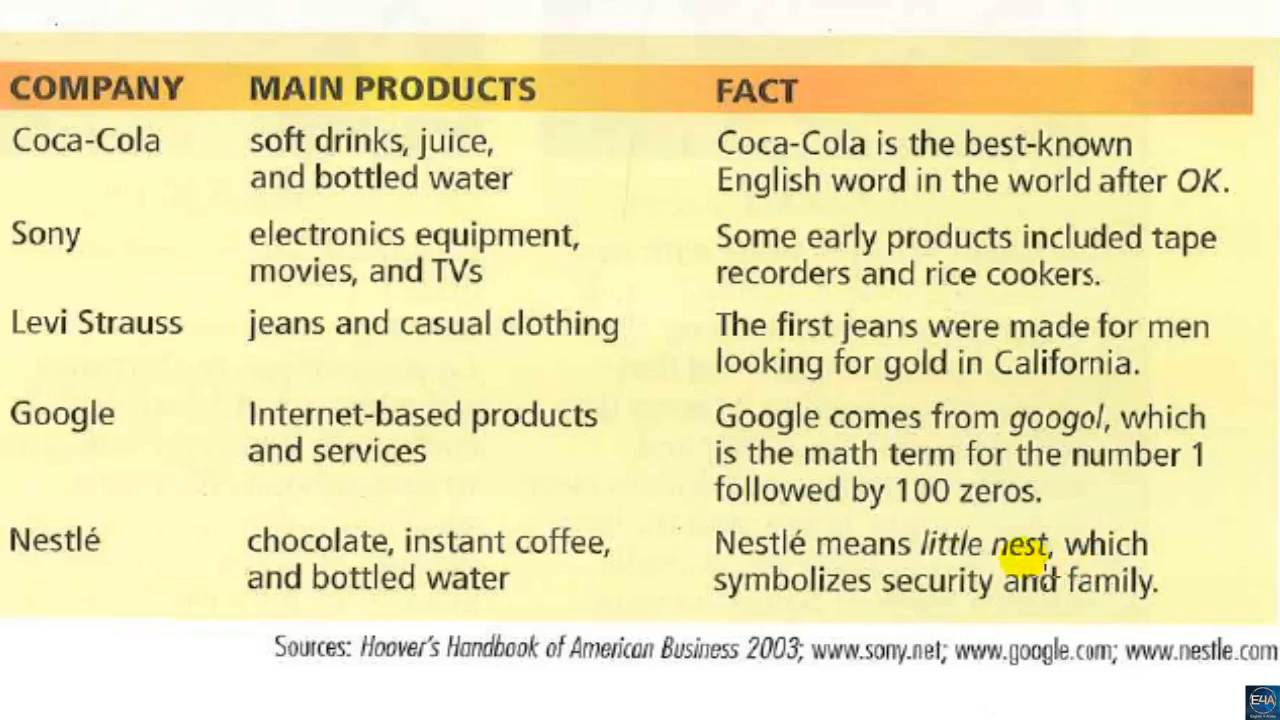 COMPANY MAIN PRODUCTS FACT
Coca-Cola soft drinks, juice, Coca-Cola is the best-known
and bottled water English word in the world after OK.
Sony electronics equipment, Some early products included tape
movies, and TVs recorders and rice cookers.
Levi Strauss jeans and casual clothing The first jeans were made for men
looking for gold in California.
Google Internet-based products Google comes from googol, which
and services is the math term for the number 1
followed by 100 zeros.
Nestlé chocolate, instant coffee, Nestlé means little nest, which
and bottled water symbolizes security and family.
Sources: Hoover's Handbook of American Business 2003; www.sony.net; www.google.com; www.nestle.com
E4A